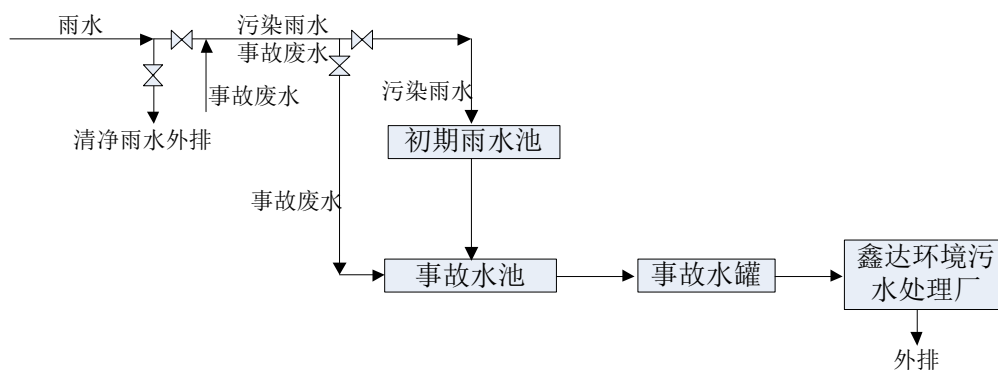 雨水
污染雨水
事故废水
事故废水
清净雨水外排
污染雨水
初期雨水池
事故废水
事故水池
事故水罐
鑫达环境污
水处理厂
外排